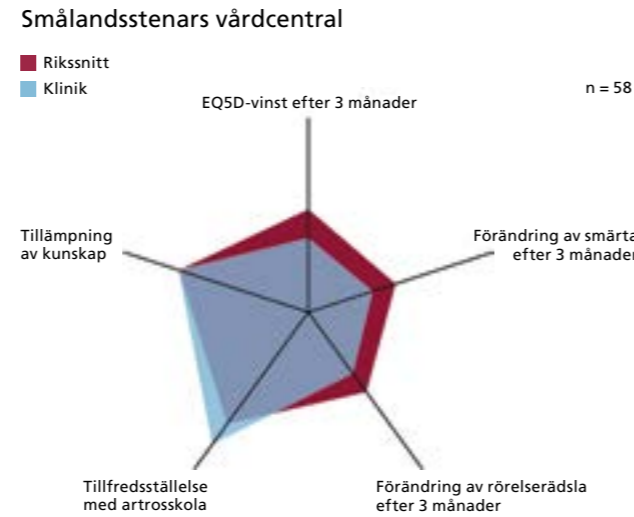 Smålandsstenars vårdcentral
Rikssnitt
Klinik
n = 58
EQ5D-vinst efter 3 månader
Tillämpning
av kunskap
Förändring av smärta
efter 3 månader
Tillfredsställelse
med artrosskola
Förändring av rörelserädsla
efter 3 månader